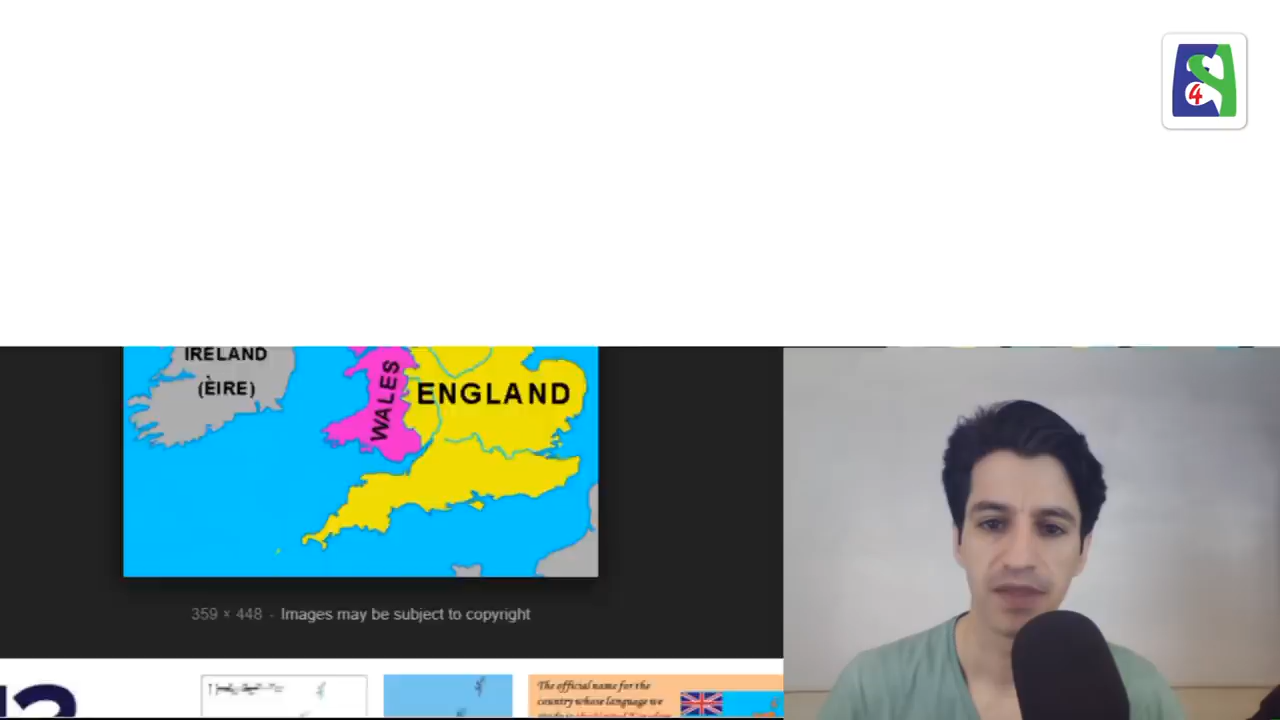 4
IRELAND
(ÈIRE)
WALES
ENGLAND
359 × 448 - Images may be subject to copyright
The official name for the
country whose language we